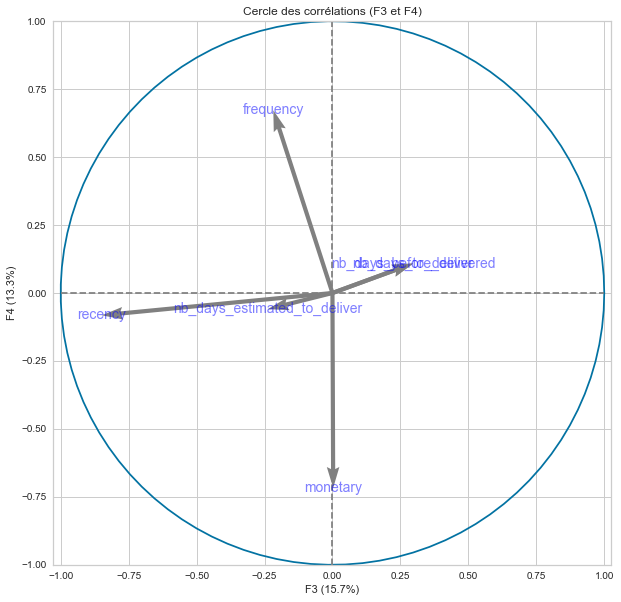 Cercle des corrélations (F3 et F4)
1.00
0.75
frequency
0.50
0.25
0.00
nb_days_estimated_to_deliver
recency
−0.25
−0.50
monetary
−0.75
−1.00
−1.00 −0.75 −0.50 −0.25 0.00 0.25 0.50 0.75 1.00
F3 (15.7%)
F4 (13.3%)